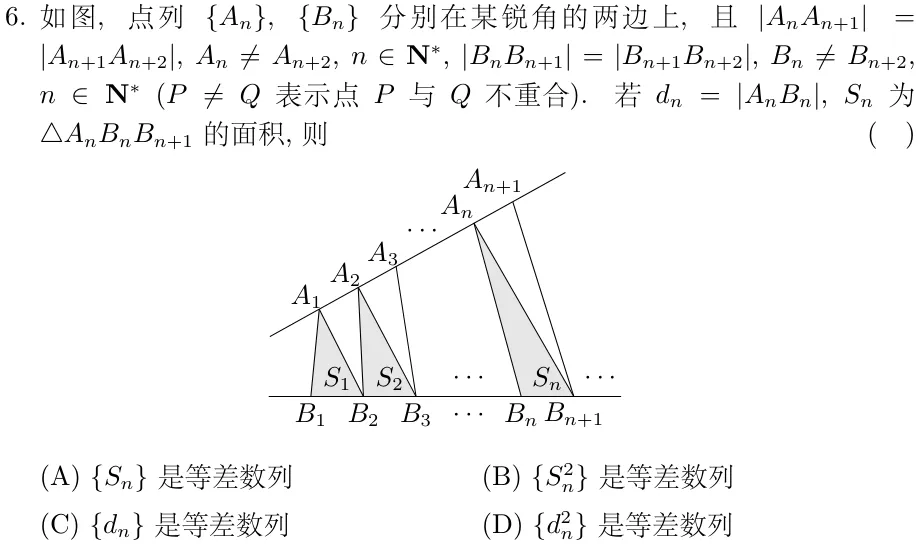 6. 如图, 点列 {Aₙ}, {Bₙ} 分别在某锐角的两边上, 且 |AₙAₙ₊₁| =
|Aₙ₊₁Aₙ₊₂|, Aₙ ≠ Aₙ₊₂, n ∈ N*, |BₙBₙ₊₁| = |Bₙ₊₁Bₙ₊₂|, Bₙ ≠ Bₙ₊₂,
n ∈ N* (P ≠ Q 表示点 P 与 Q 不重合). 若 dₙ = |AₙBₙ|, Sₙ 为
△AₙBₙBₙ₊₁ 的面积, 则 ( )
Aₙ₊₁
Aₙ
⋯
A₃
A₂
A₁
S₁ S₂ ⋯ Sₙ ⋯
B₁ B₂ B₃ ⋯ Bₙ Bₙ₊₁
(A) {Sₙ} 是等差数列 (B) {Sₙ²} 是等差数列
(C) {dₙ} 是等差数列 (D) {dₙ²} 是等差数列